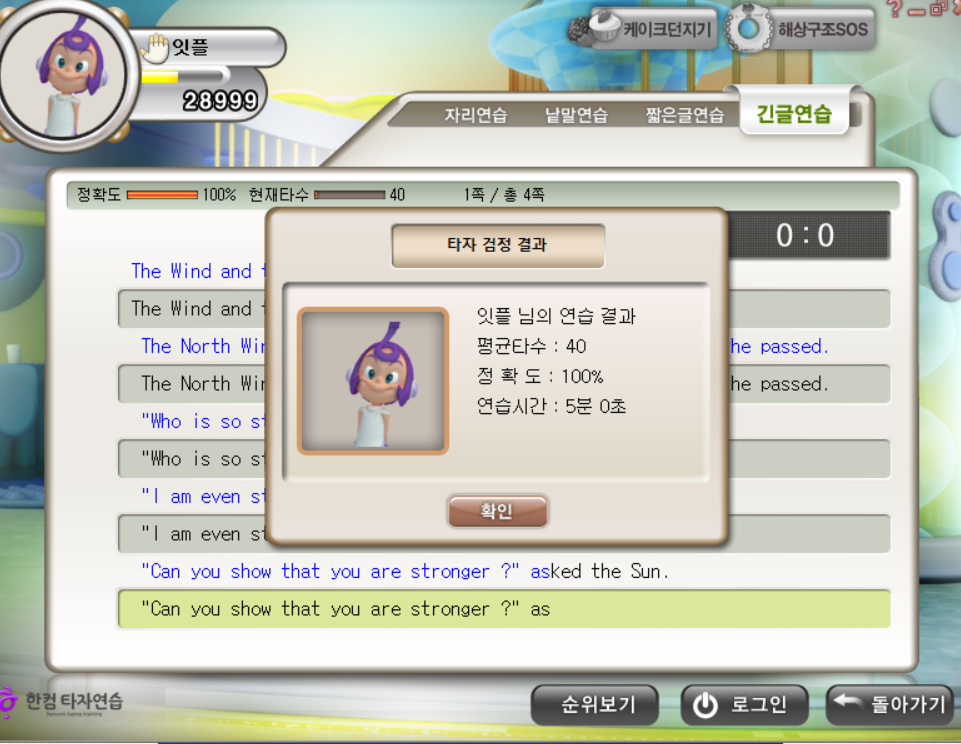 케이크던지기
해상구조SOS
잇플
28999
자리연습 낱말연습 짧은글연습 긴글연습
정확도 100% 현재타수 40 1쪽 / 총 4쪽
타자 검정 결과
0 : 0
The Wind and
The Wind and
The North he passed.
The North he passed.
"Who is so
"Who is so
"I am even
"I am even
잇플 님의 연습 결과
평균타수 : 40
정 확 도 : 100%
연습시간 : 5분 0초
확인
"Can you show that you are stronger ?" asked the Sun.
"Can you show that you are stronger ?" as
한컴 타자연습
순위보기
로그인
돌아가기